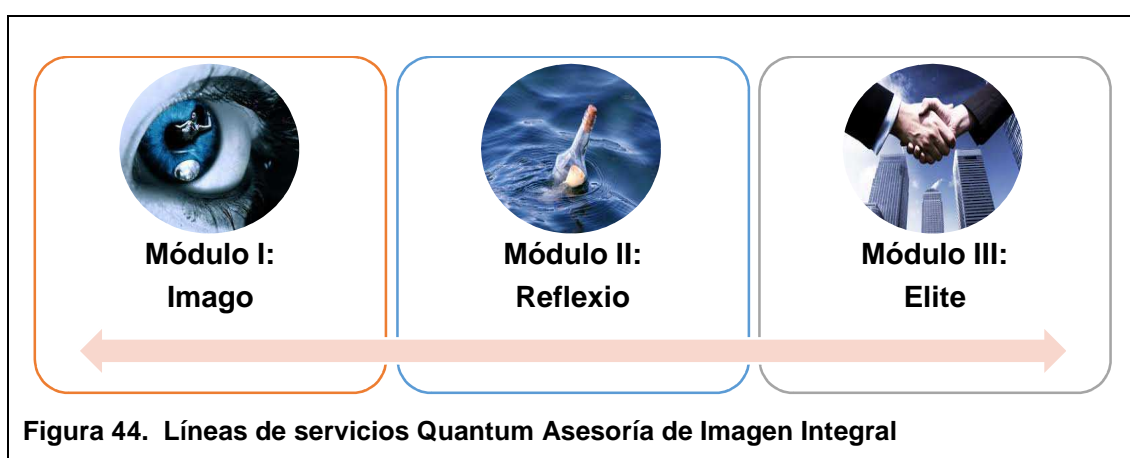 Módulo I:
Imago
Módulo II:
Reflexio
Módulo III:
Elite
Figura 44. Líneas de servicios Quantum Asesoría de Imagen Integral